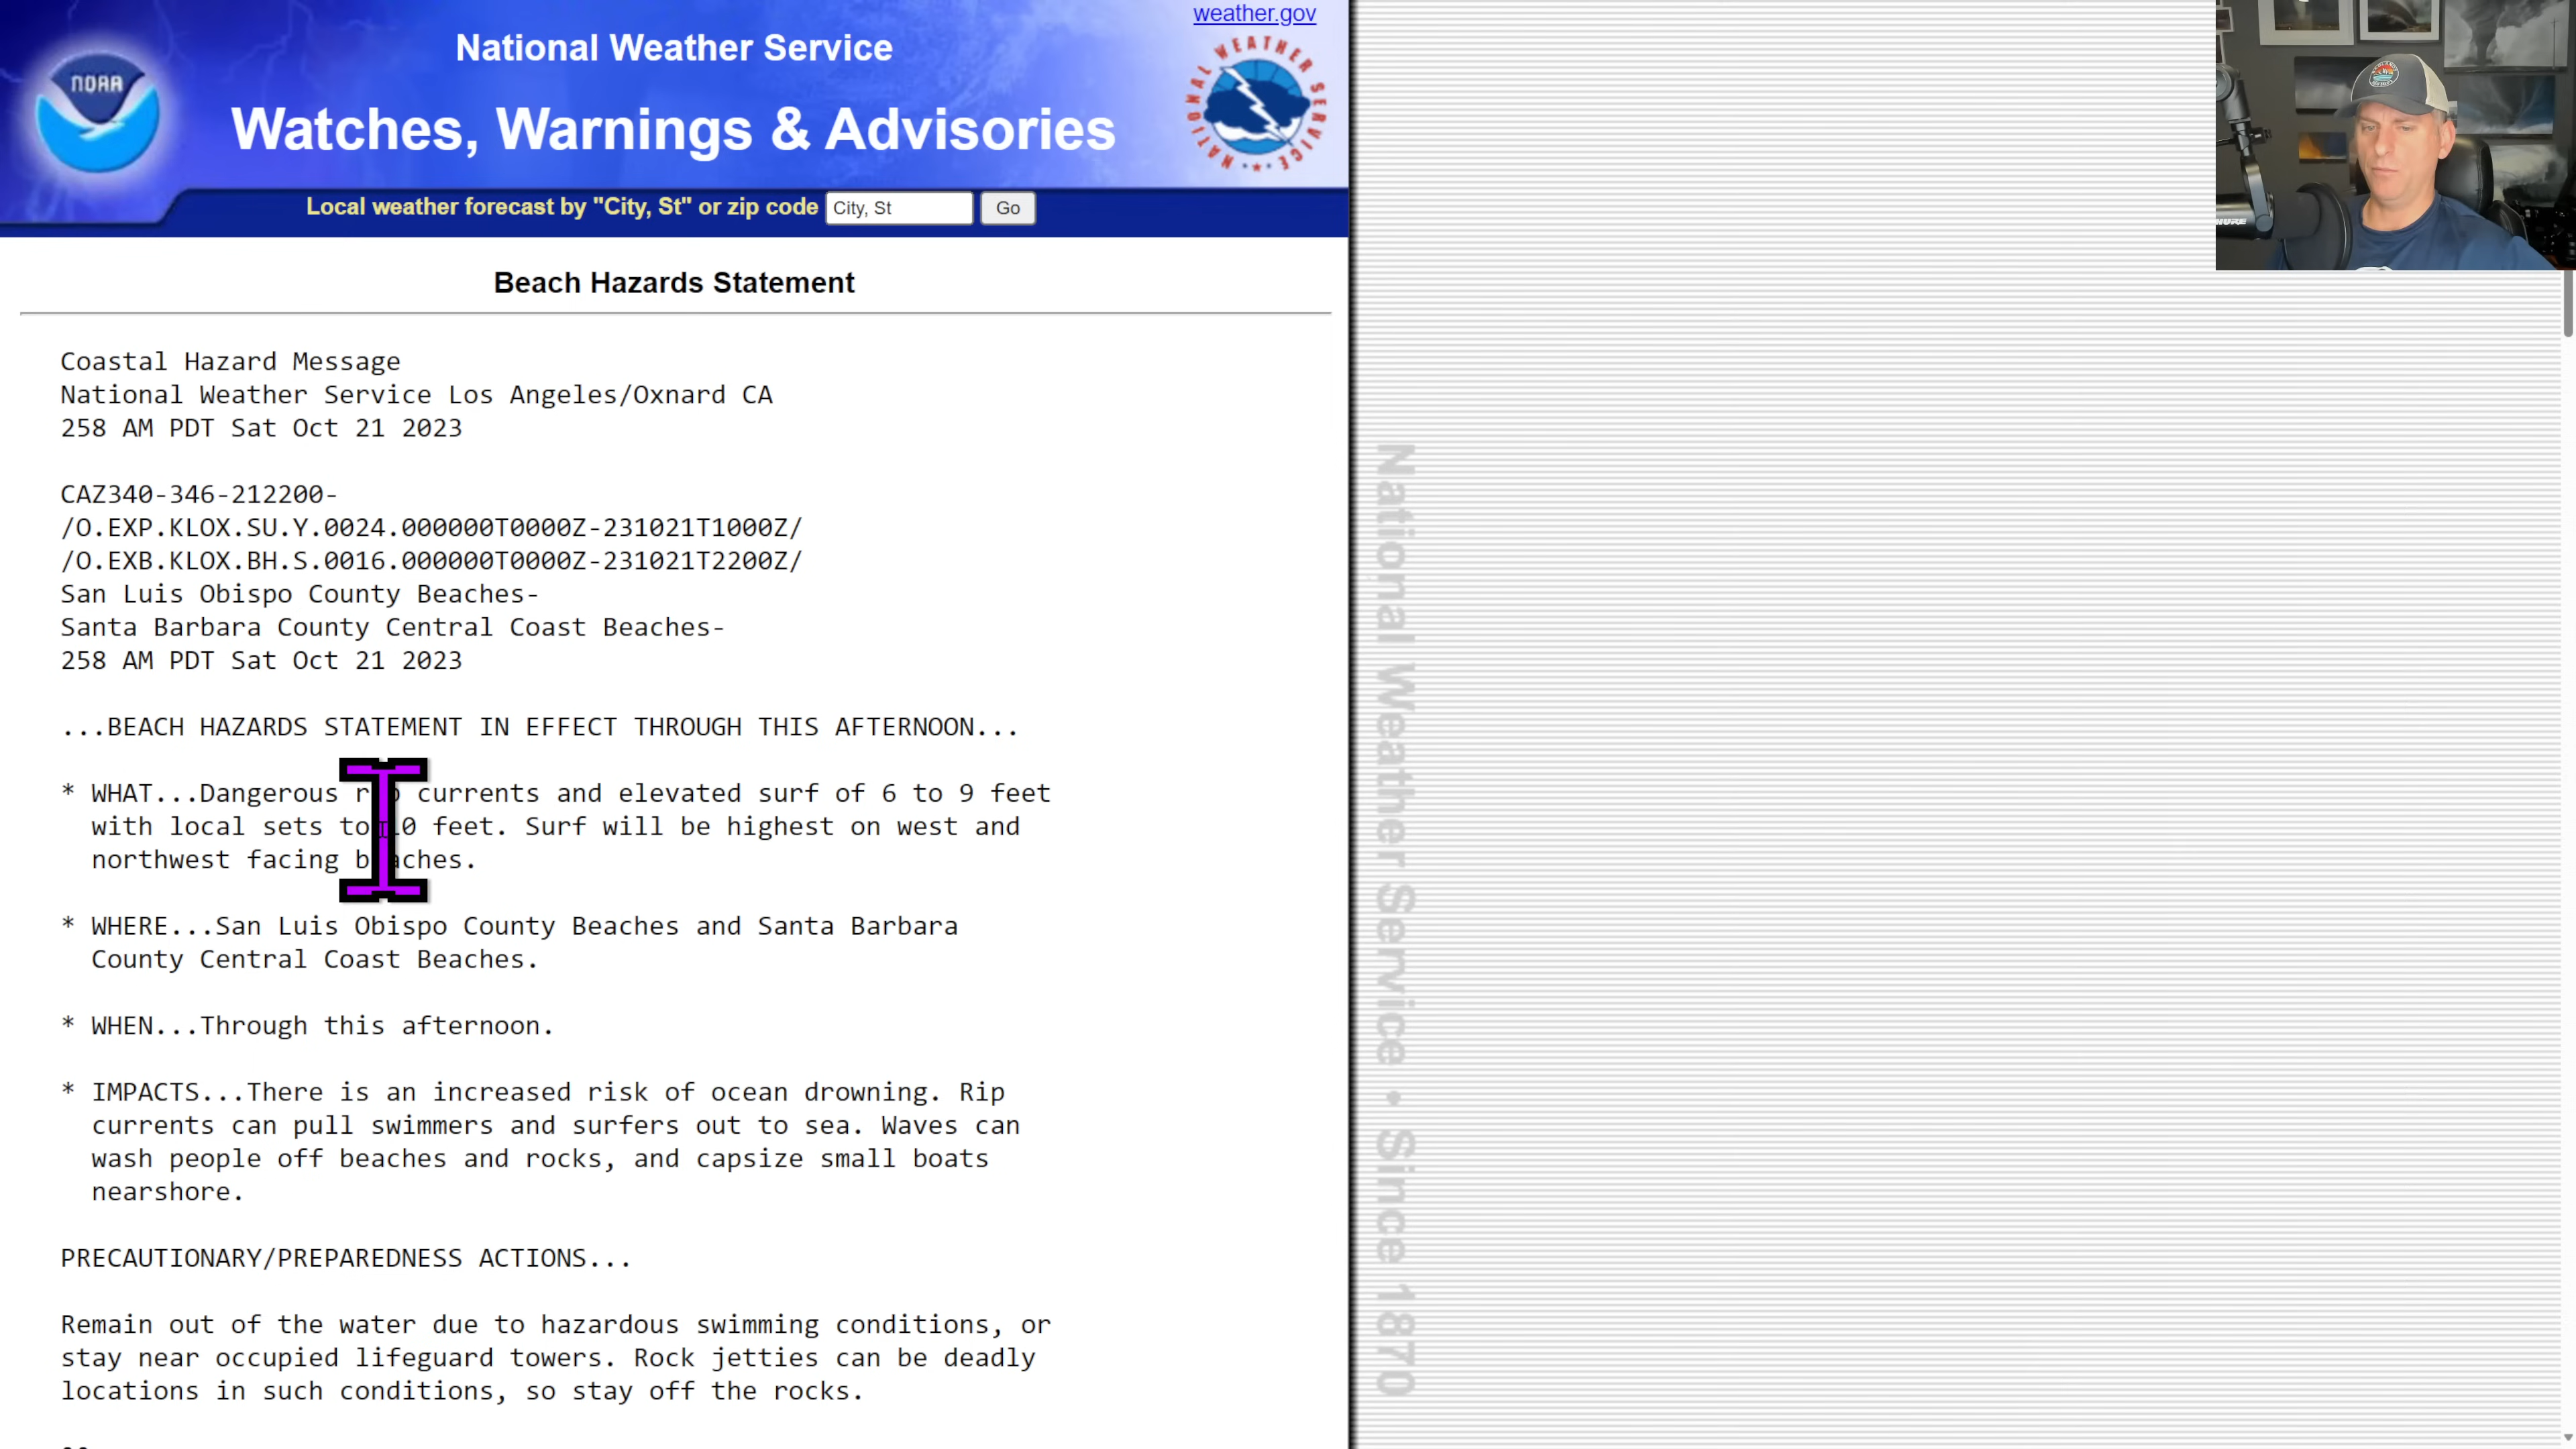 weather.gov
National Weather Service
NOAA
NATIONAL WEATHER SERVICE
Watches, Warnings & Advisories
Local weather forecast by "City, St" or zip code City, St Go
Beach Hazards Statement
Coastal Hazard Message
National Weather Service Los Angeles/Oxnard CA
258 AM PDT Sat Oct 21 2023
CAZ340-346-212200-
/O.EXP.KLOX.SU.Y.0024.000000T0000Z-231021T1000Z/
/O.EXB.KLOX.BH.S.0016.000000T0000Z-231021T2200Z/
San Luis Obispo County Beaches-
Santa Barbara County Central Coast Beaches-
258 AM PDT Sat Oct 21 2023
...BEACH HAZARDS STATEMENT IN EFFECT THROUGH THIS AFTERNOON...
* WHAT...Dangerous rip currents and elevated surf of 6 to 9 feet
with local sets to 10 feet. Surf will be highest on west and
northwest facing beaches.
* WHERE...San Luis Obispo County Beaches and Santa Barbara
County Central Coast Beaches.
* WHEN...Through this afternoon.
* IMPACTS...There is an increased risk of ocean drowning. Rip
currents can pull swimmers and surfers out to sea. Waves can
wash people off beaches and rocks, and capsize small boats
nearshore.
PRECAUTIONARY/PREPAREDNESS ACTIONS...
Remain out of the water due to hazardous swimming conditions, or
stay near occupied lifeguard towers. Rock jetties can be deadly
locations in such conditions, so stay off the rocks.
National Weather Service • Since 1870